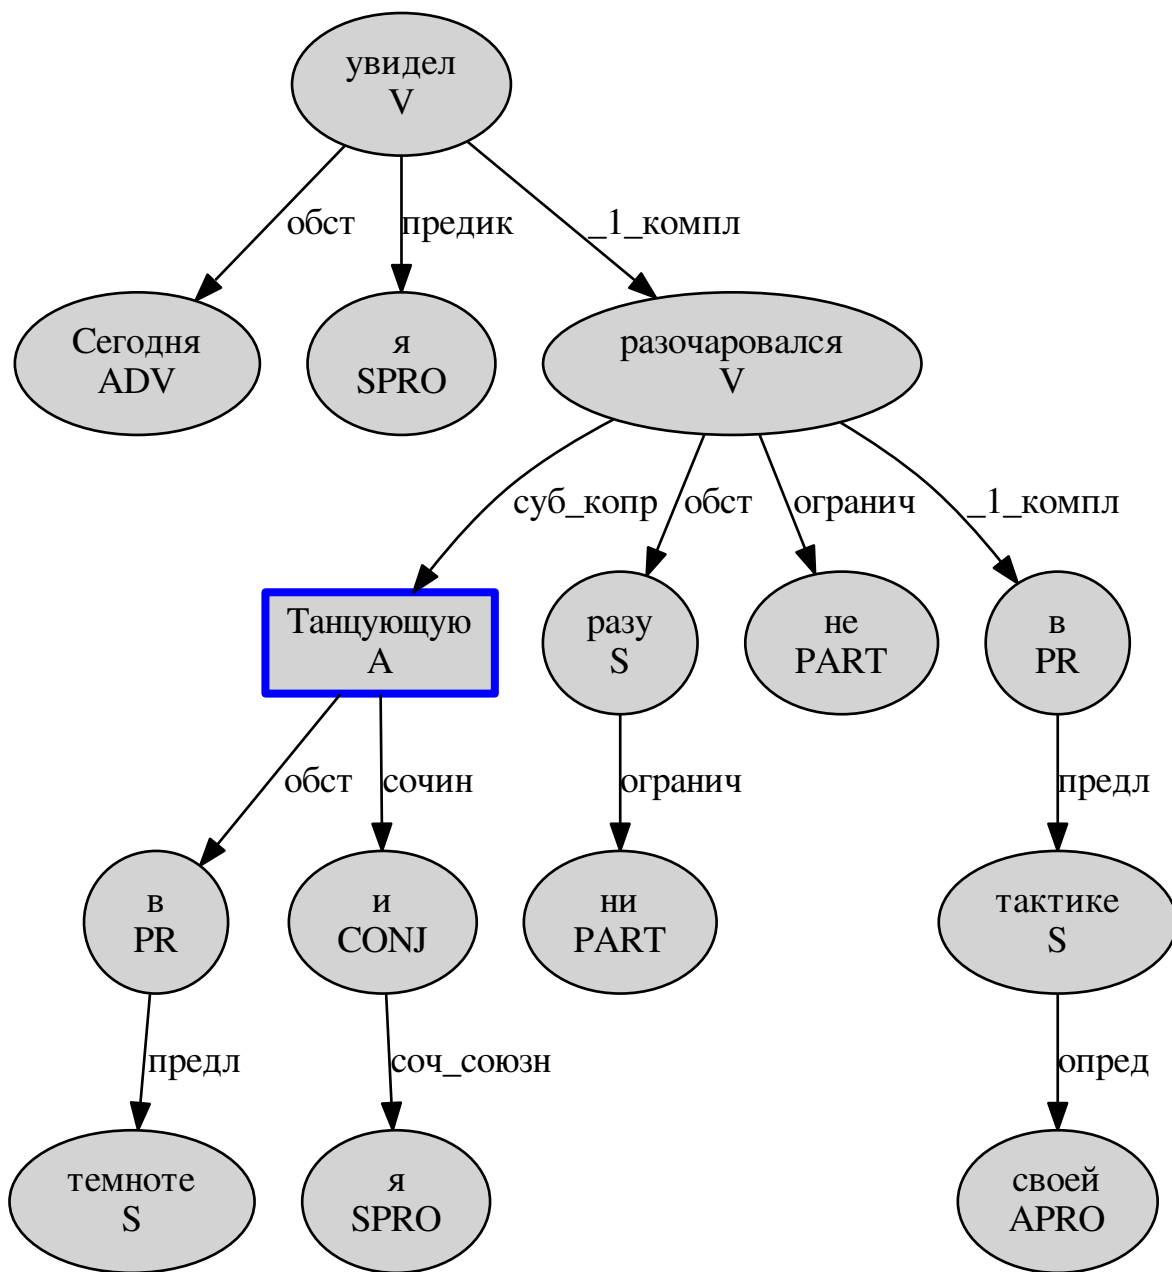 увидел
V
обст
предик
_1_компл
Сегодня
ADV
я
SPRO
разочаровался
V
суб_копр
обст
огранич
_1_компл
Танцующую
A
разу
S
не
PART
в
PR
обст
сочин
огранич
предл
в
PR
и
CONJ
ни
PART
тактике
S
предл
соч_союзн
опред
темноте
S
я
SPRO
своей
APRO